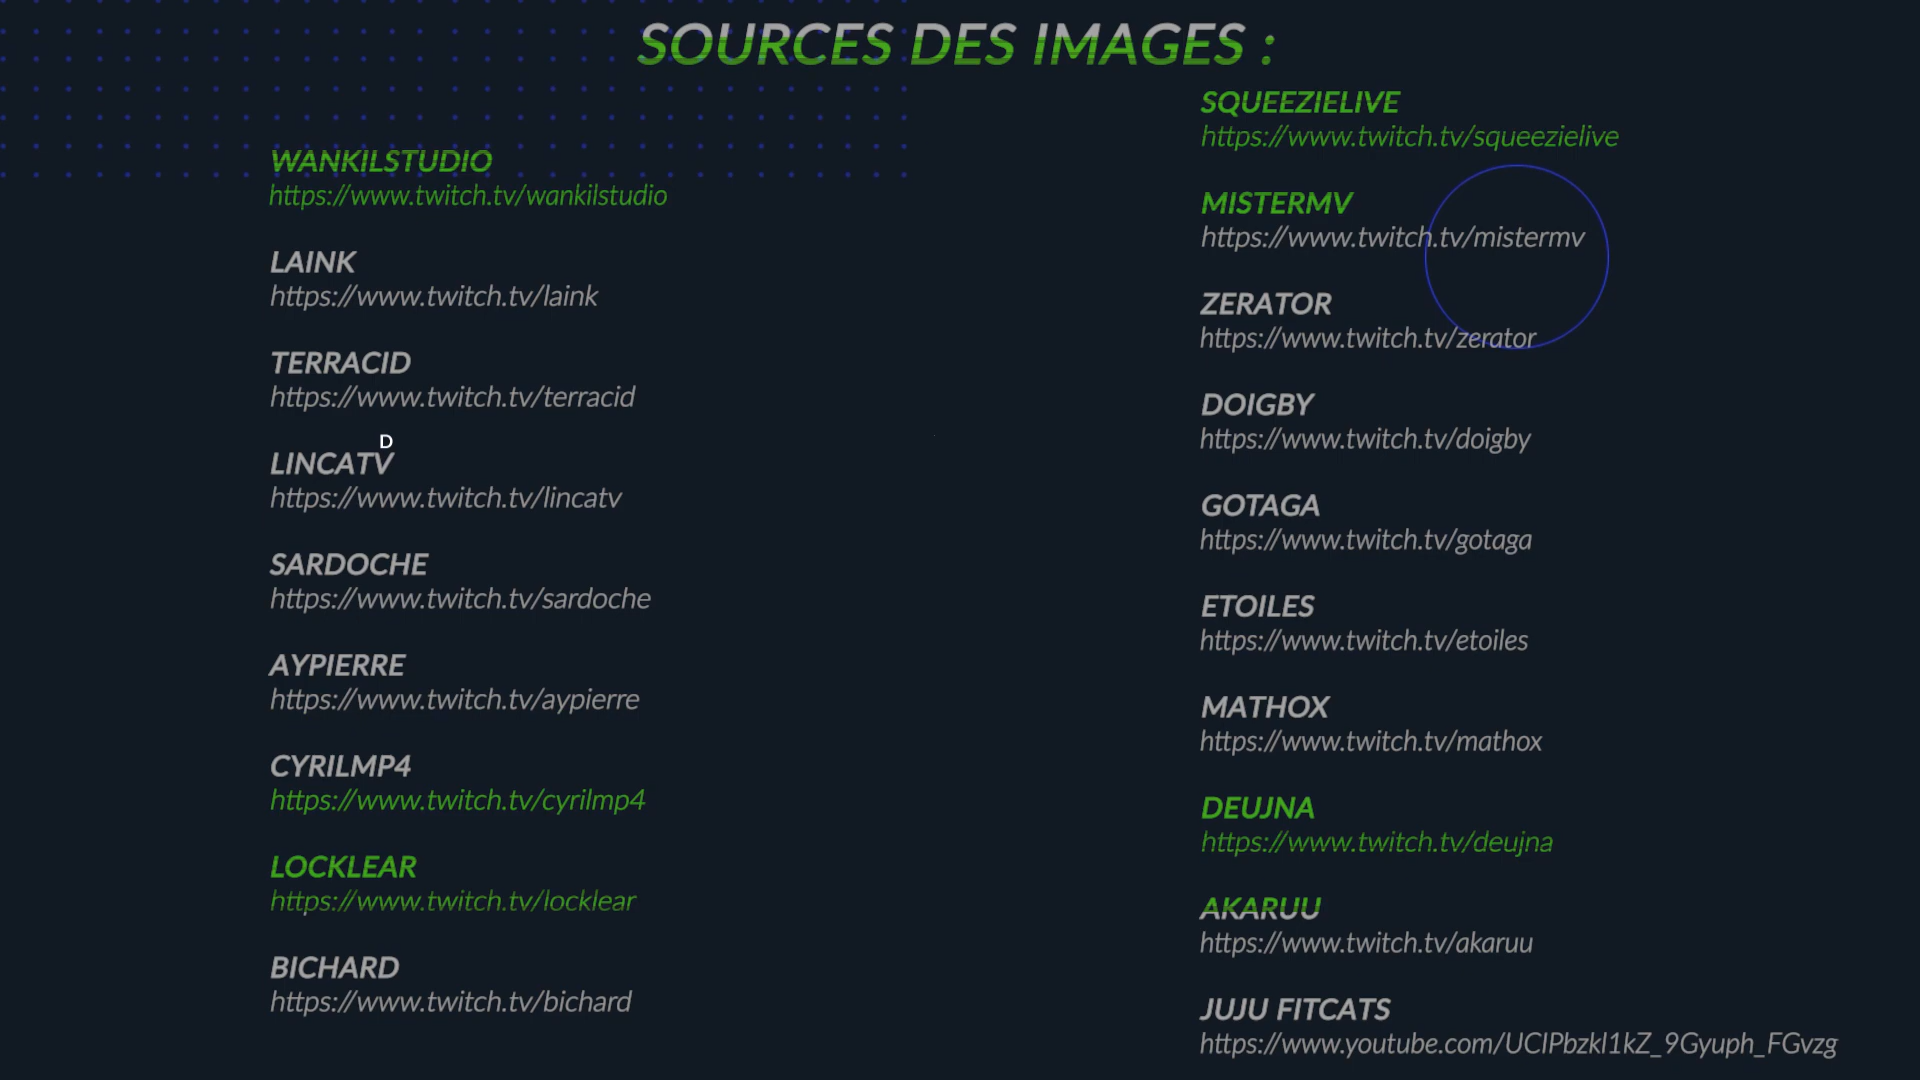 SOURCES DES IMAGES :
WANKILSTUDIO
https://www.twitch.tv/wankilstudio
LAINK
https://www.twitch.tv/laink
TERRACID
https://www.twitch.tv/terracid
D
LINCATV
https://www.twitch.tv/lincatv
SARDOCHE
https://www.twitch.tv/sardoche
AYPIERRE
https://www.twitch.tv/aypierre
CYRILMP4
https://www.twitch.tv/cyrilmp4
LOCKLEAR
https://www.twitch.tv/locklear
BICHARD
https://www.twitch.tv/bichard
SQUEEZIELIVE
https://www.twitch.tv/squeezielive
MISTERMV
https://www.twitch.tv/mistermv
ZERATOR
https://www.twitch.tv/zerator
DOIGBY
https://www.twitch.tv/doigby
GOTAGA
https://www.twitch.tv/gotaga
ETOILES
https://www.twitch.tv/etoiles
MATHOX
https://www.twitch.tv/mathox
DEUJNA
https://www.twitch.tv/deujna
AKARUU
https://www.twitch.tv/akaruu
JUJU FITCATS
https://www.youtube.com/UCIPbzkl1kZ_9Gyuph_FGvzg